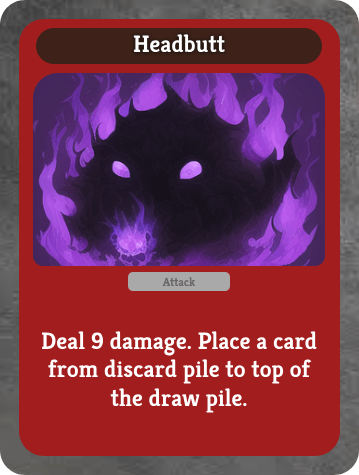 Headbutt
Attack
Deal 9 damage. Place a card
from discard pile to top of
the draw pile.